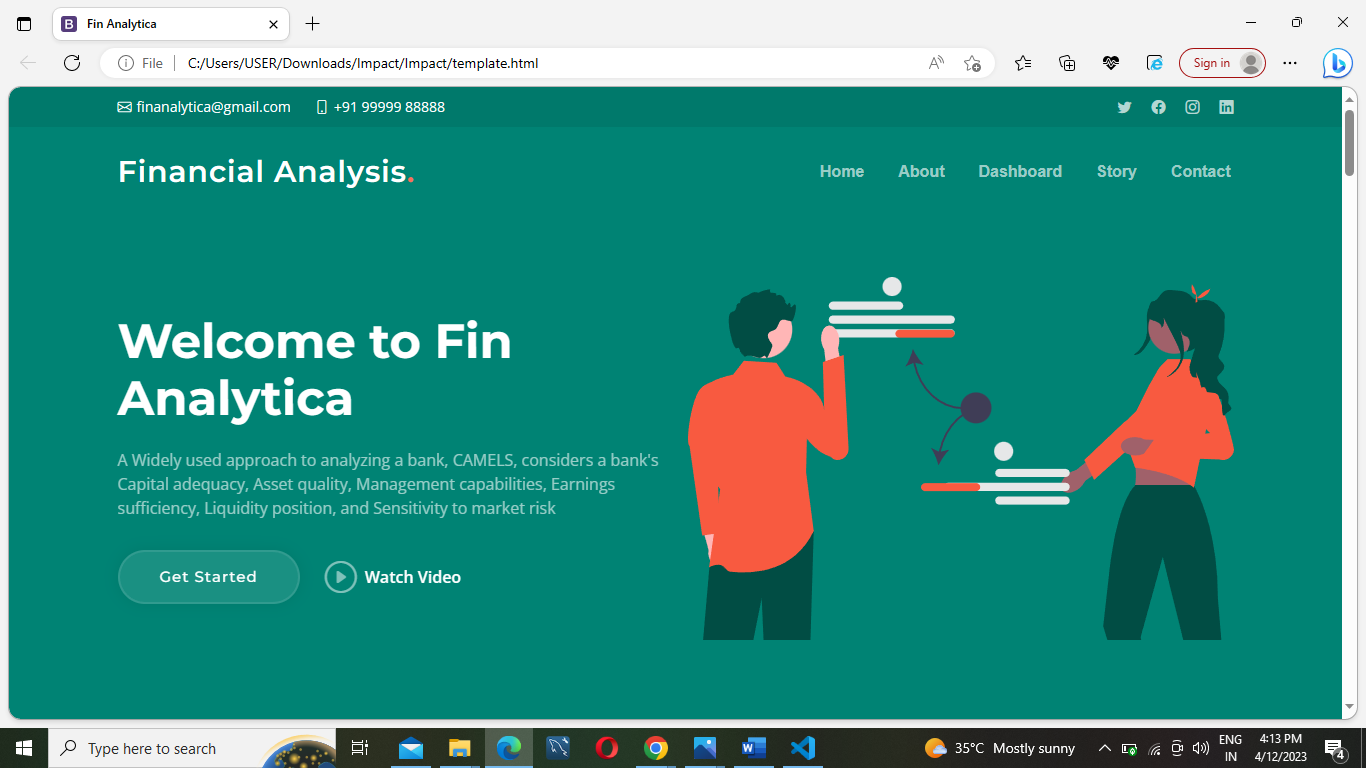 Fin Analytica
File
C:/Users/USER/Downloads/Impact/Impact/template.html
Sign in
finanalytica@gmail.com
+91 99999 88888
Financial Analysis.
Home
About
Dashboard
Story
Contact
Welcome to Fin
Analytica
A Widely used approach to analyzing a bank, CAMELS, considers a bank's
Capital adequacy, Asset quality, Management capabilities, Earnings
sufficiency, Liquidity position, and Sensitivity to market risk
Get Started
Watch Video
Type here to search
35°C Mostly sunny
ENG
IN
4:13 PM
4/12/2023
4